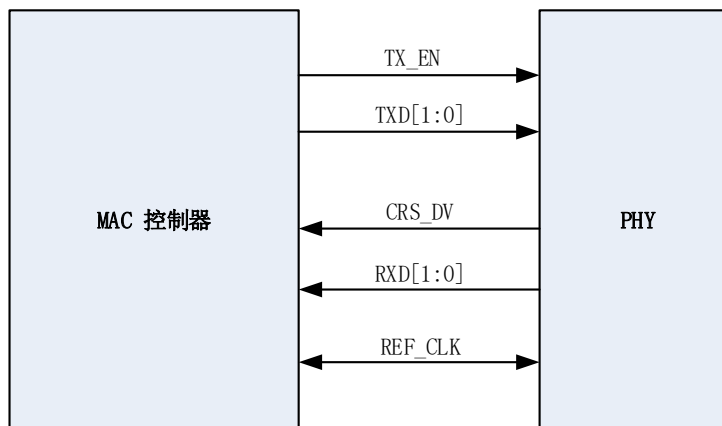 TX_EN
TXD[1:0]
MAC 控制器
CRS_DV
PHY
RXD[1:0]
REF_CLK